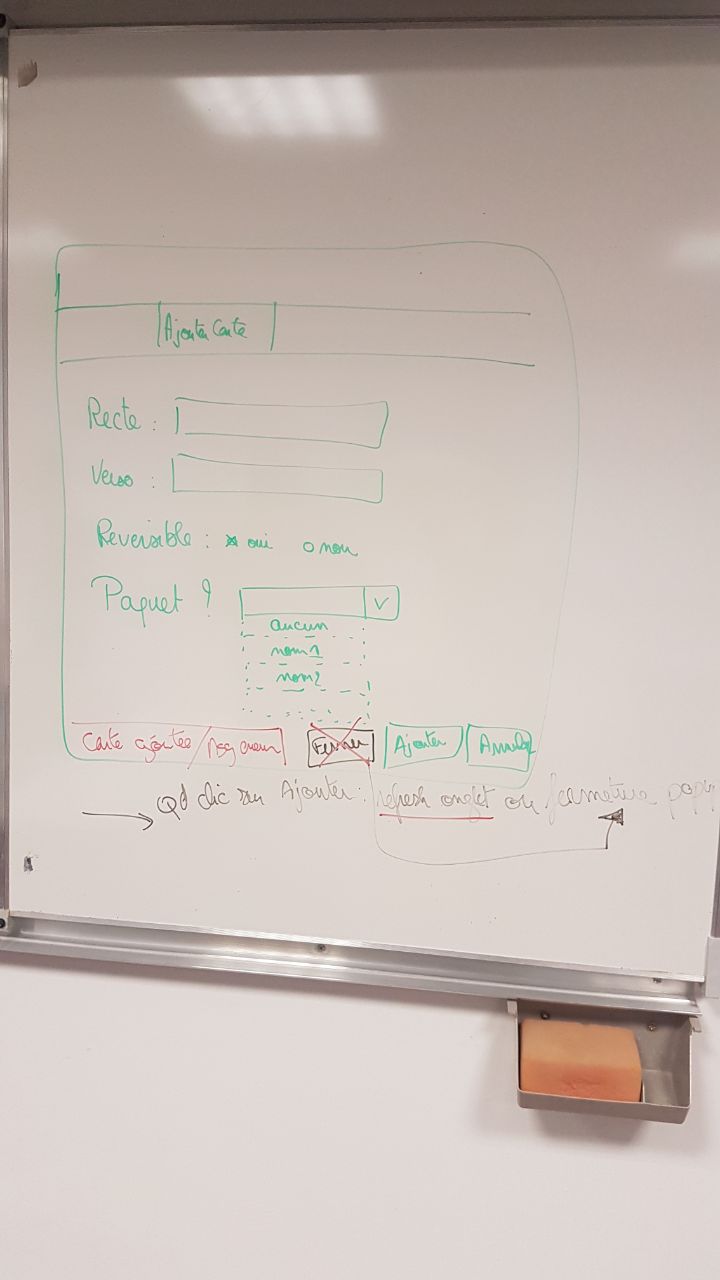 Ajouter Carte
Recto :
Verso :
Reversible : oui non
Paquet ? V
aucun
nom1
nom2
Carte ajoutée / Msg erreur Fermer Ajouter Annuler
Qd clic sur Ajouter : refresh onglet ou fermeture popup